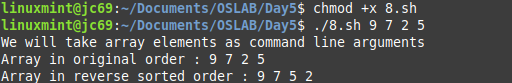 linuxmint@jc69:~/Documents/OSLAB/Day5$ chmod +x 8.sh
linuxmint@jc69:~/Documents/OSLAB/Day5$ ./8.sh 9 7 2 5
We will take array elements as command line arguments
Array in original order : 9 7 2 5
Array in reverse sorted order : 9 7 5 2